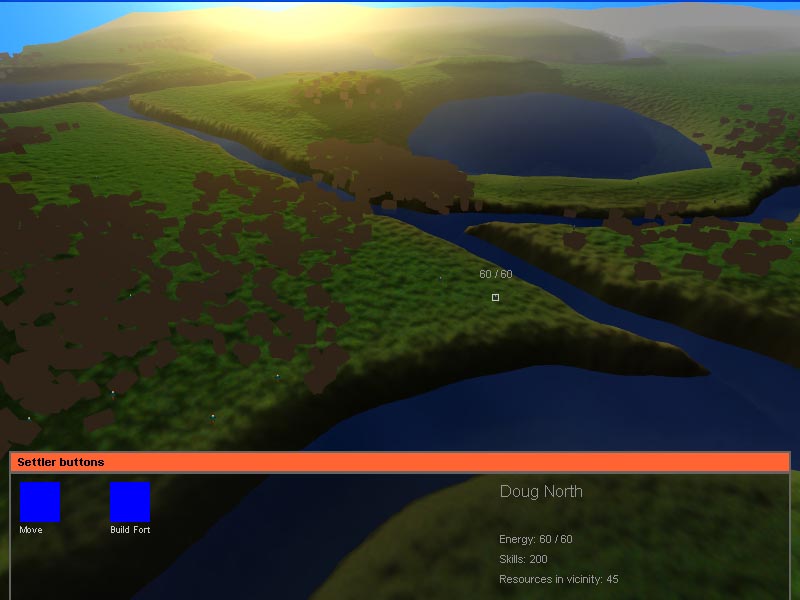 60 / 60
Settler buttons
Move
Build Fort
Doug North
Energy: 60 / 60
Skills: 200
Resources in vicinity: 45